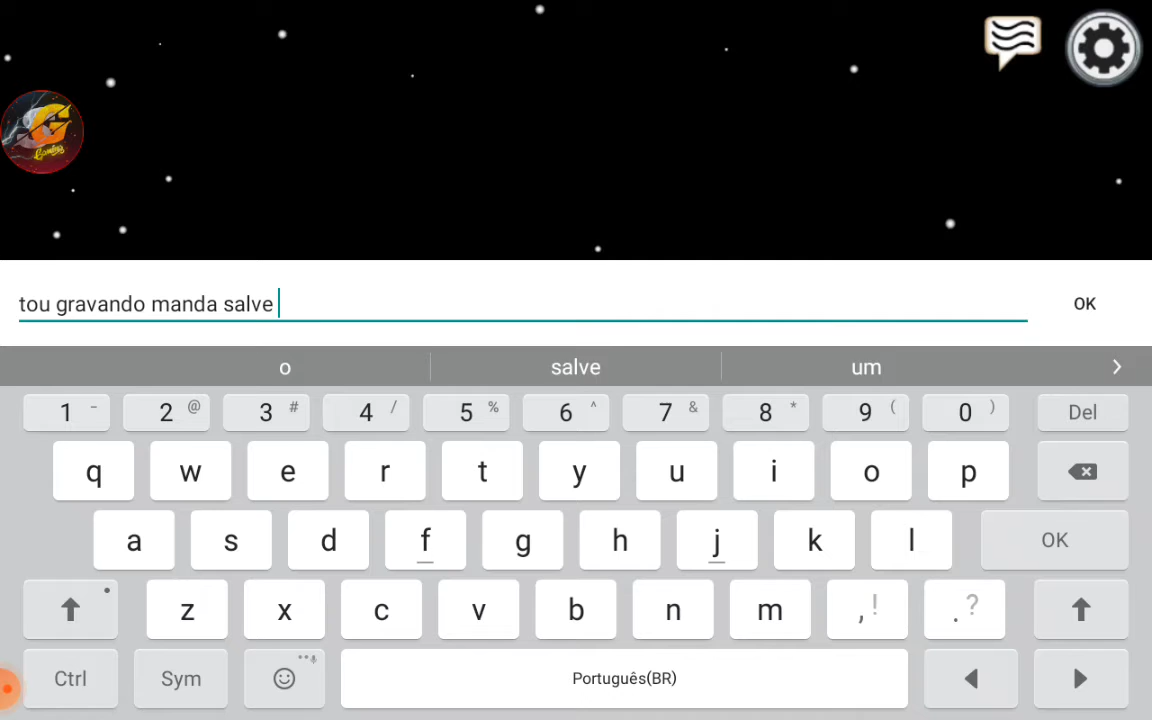 G
Gaming
tou gravando manda salve
OK
o salve um
1 - 2 @ 3 # 4 / 5 % 6 ^ 7 & 8 * 9 ( 0 ) Del
q w e r t y u i o p
a s d f g h j k l OK
z x c v b n m , ! . ?
Ctrl Sym Português(BR)